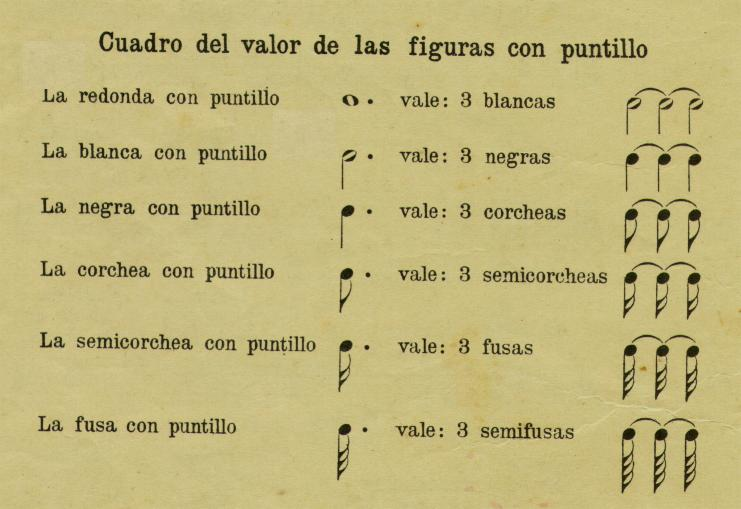 Cuadro del valor de las figuras con puntillo
La redonda con puntillo vale: 3 blancas
La blanca con puntillo vale: 3 negras
La negra con puntillo vale: 3 corcheas
La corchea con puntillo vale: 3 semicorcheas
La semicorchea con puntillo vale: 3 fusas
La fusa con puntillo vale: 3 semifusas